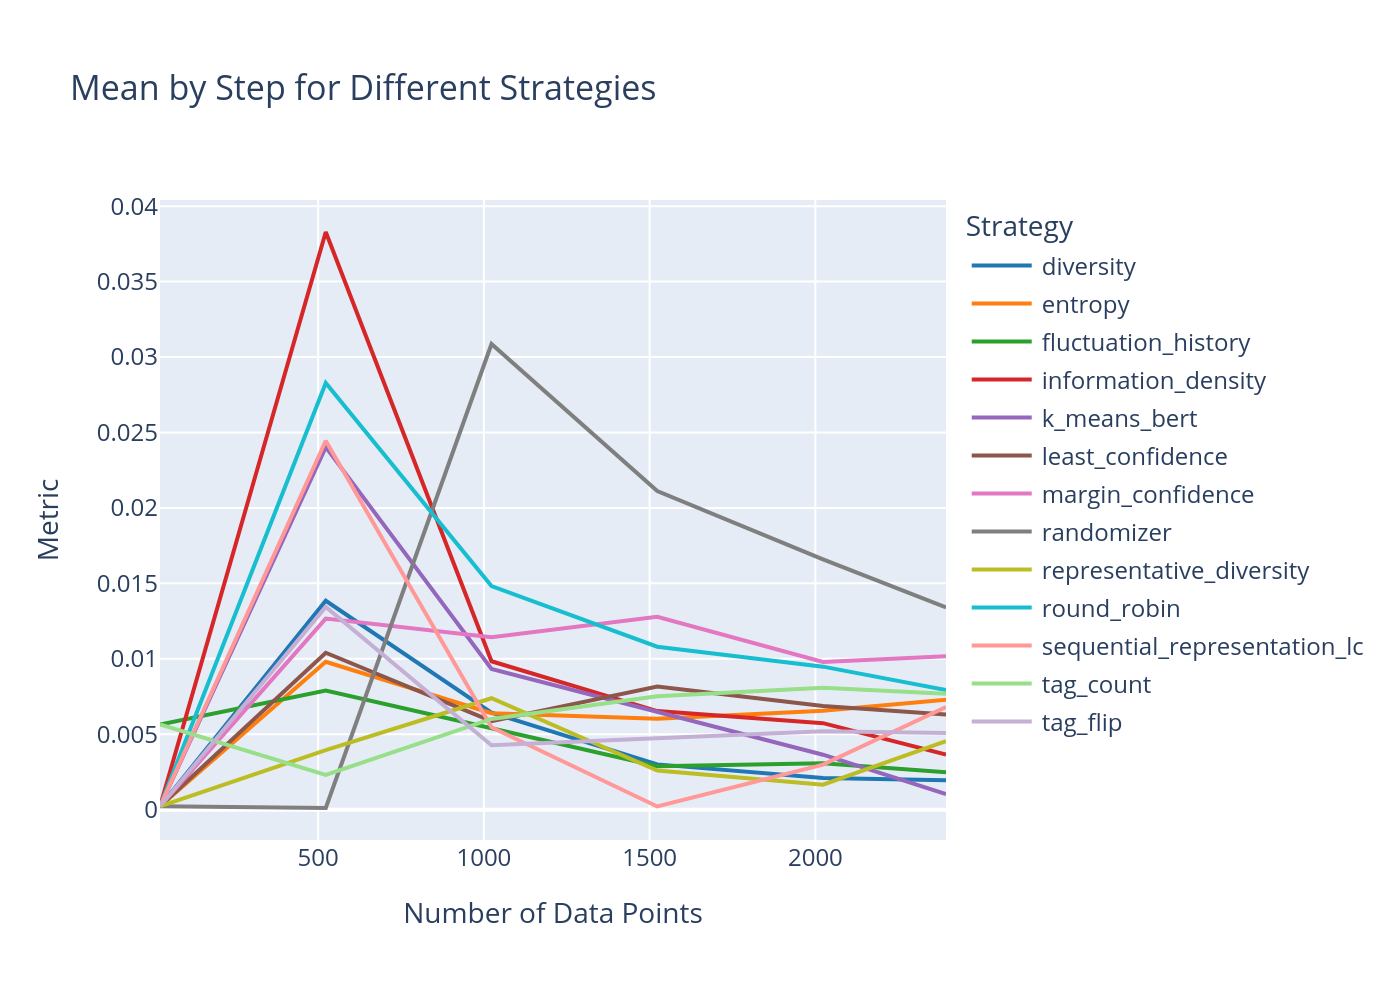 Mean by Step for Different Strategies
0.04
0.035
0.03
0.025
0.02
0.015
0.01
0.005
0
Metric
500
1000
1500
2000
Number of Data Points
Strategy
diversity
entropy
fluctuation_history
information_density
k_means_bert
least_confidence
margin_confidence
randomizer
representative_diversity
round_robin
sequential_representation_lc
tag_count
tag_flip